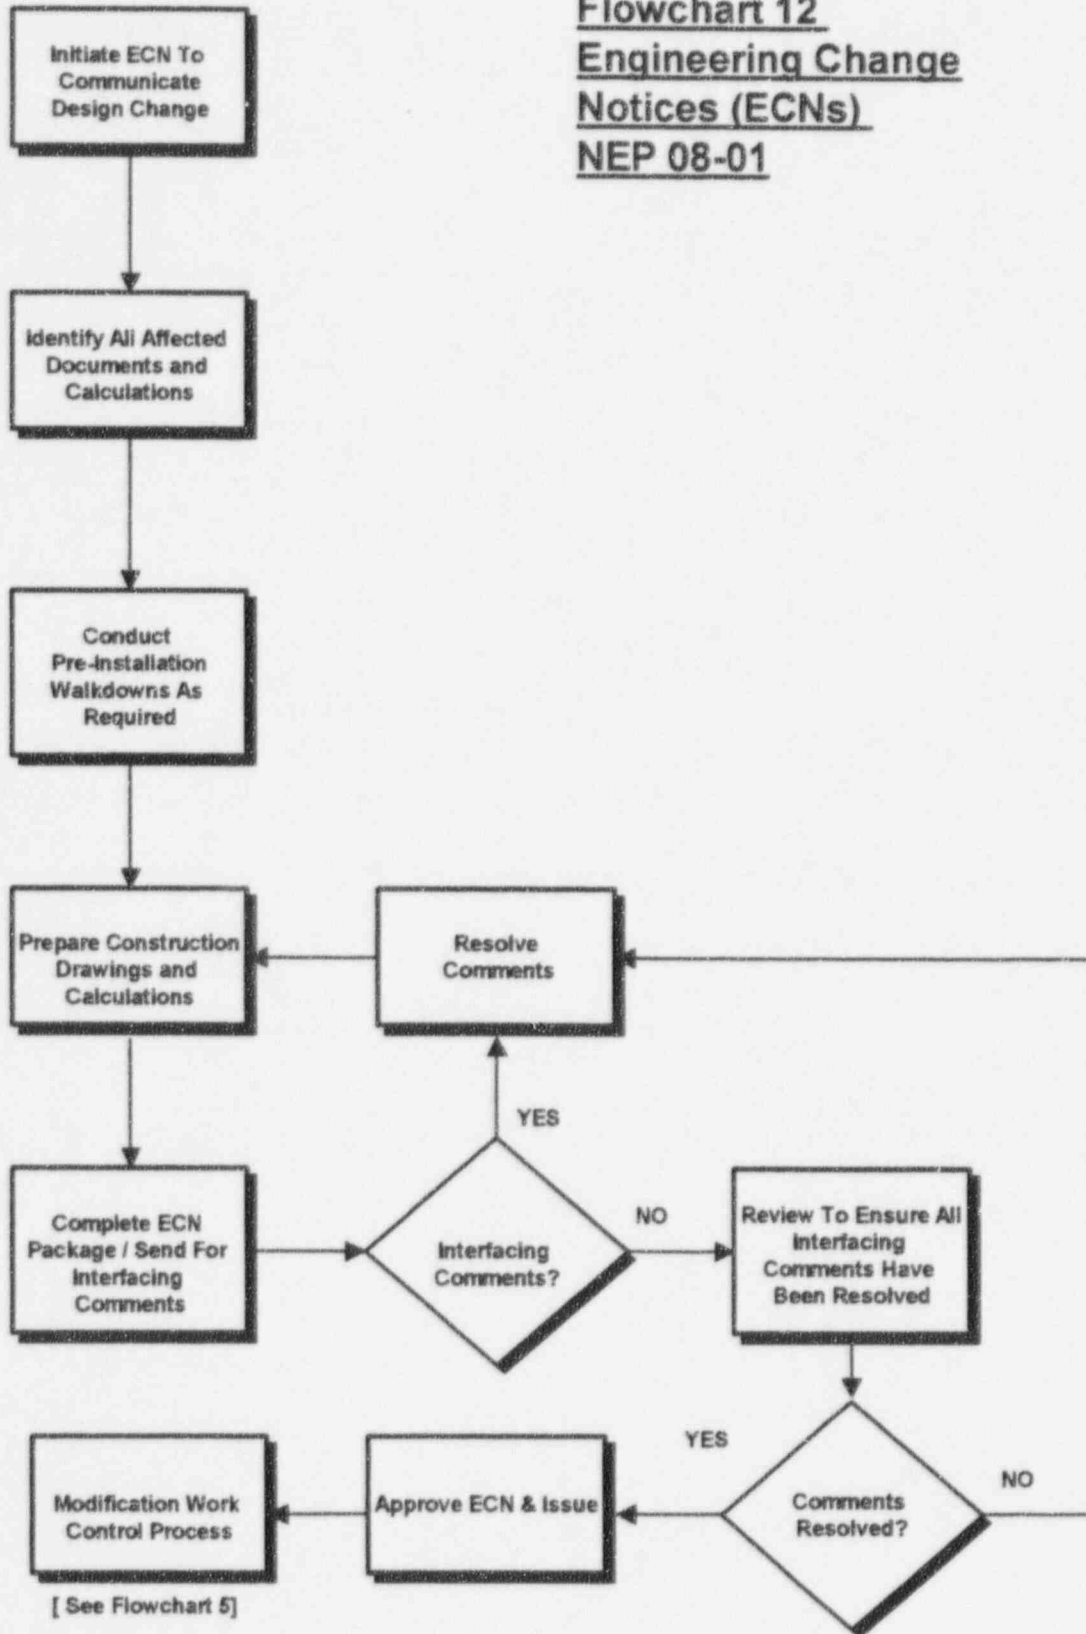 Flowchart 12
Engineering Change
Notices (ECNs)
NEP 08-01
Initiate ECN To
Communicate
Design Change
Identify All Affected
Documents and
Calculations
Conduct
Pre-Installation
Walkdowns As
Required
Prepare Construction
Drawings and
Calculations
Resolve
Comments
YES
Complete ECN
Package / Send For
Interfacing
Comments
Interfacing
Comments?
NO
Review To Ensure All
Interfacing
Comments Have
Been Resolved
YES
NO
Modification Work
Control Process
Approve ECN & Issue
Comments
Resolved?
[ See Flowchart 5]